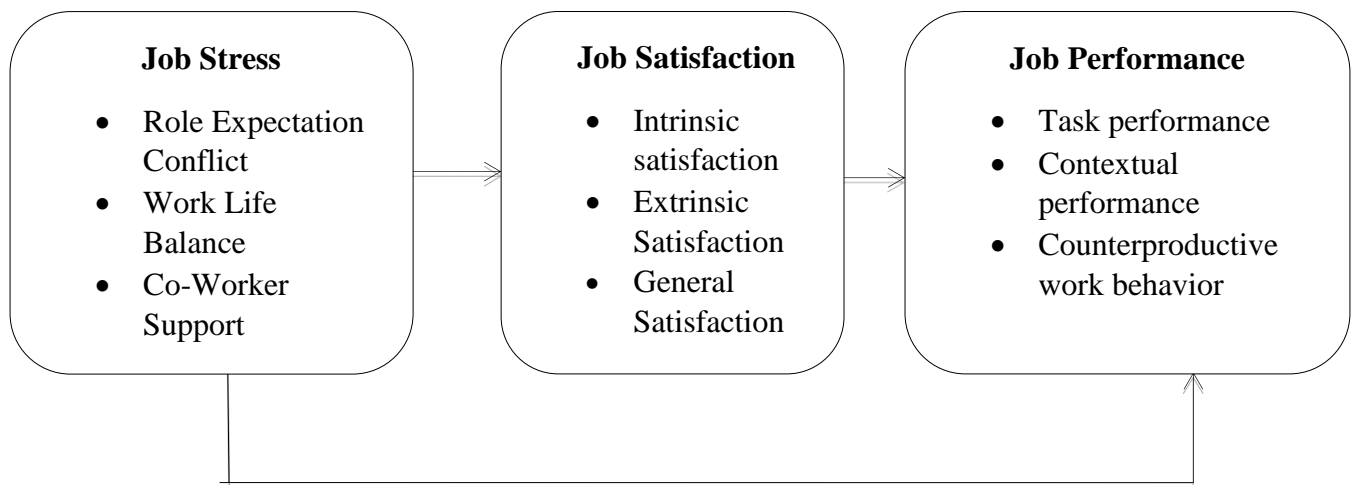 Job Stress
• Role Expectation
Conflict
• Work Life
Balance
• Co-Worker
Support
Job Satisfaction
• Intrinsic
satisfaction
• Extrinsic
Satisfaction
• General
Satisfaction
Job Performance
• Task performance
• Contextual
performance
• Counterproductive
work behavior